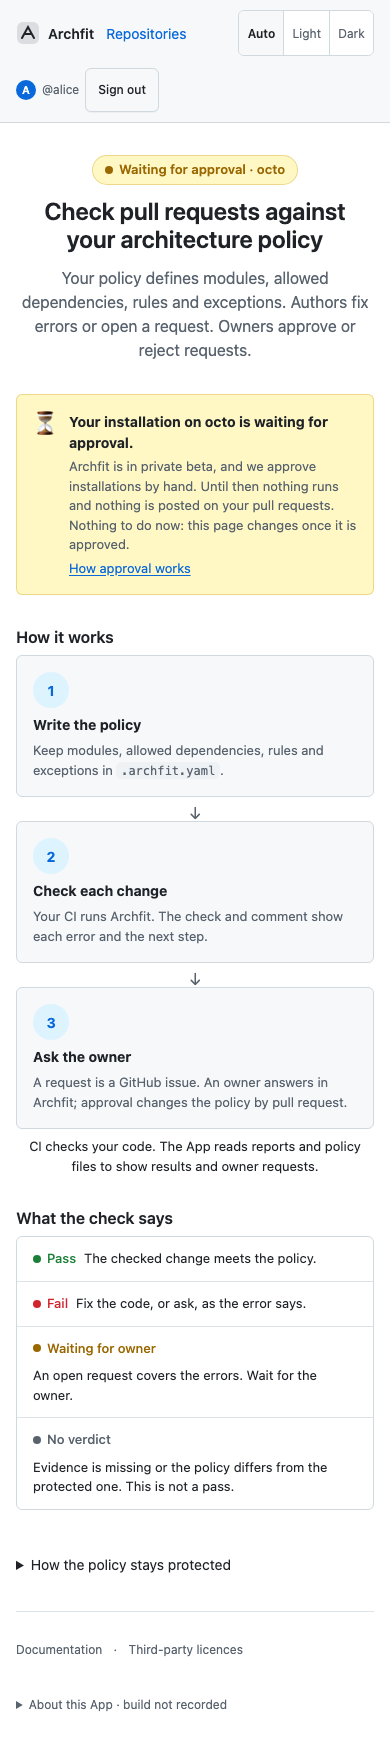 Archfit Repositories Auto Light Dark
A @alice Sign out
Waiting for approval · octo
Check pull requests against
your architecture policy
Your policy defines modules, allowed
dependencies, rules and exceptions. Authors fix
errors or open a request. Owners approve or
reject requests.
Your installation on octo is waiting for
approval.
Archfit is in private beta, and we approve
installations by hand. Until then nothing runs
and nothing is posted on your pull requests.
Nothing to do now: this page changes once it is
approved.
How approval works
How it works
1
Write the policy
Keep modules, allowed dependencies, rules and
exceptions in .archfit.yaml.
↓
2
Check each change
Your CI runs Archfit. The check and comment show
each error and the next step.
↓
3
Ask the owner
A request is a GitHub issue. An owner answers in
Archfit; approval changes the policy by pull request.
CI checks your code. The App reads reports and policy
files to show results and owner requests.
What the check says
Pass The checked change meets the policy.
Fail Fix the code, or ask, as the error says.
Waiting for owner
An open request covers the errors. Wait for the
owner.
No verdict
Evidence is missing or the policy differs from the
protected one. This is not a pass.
How the policy stays protected
Documentation · Third-party licences
About this App · build not recorded